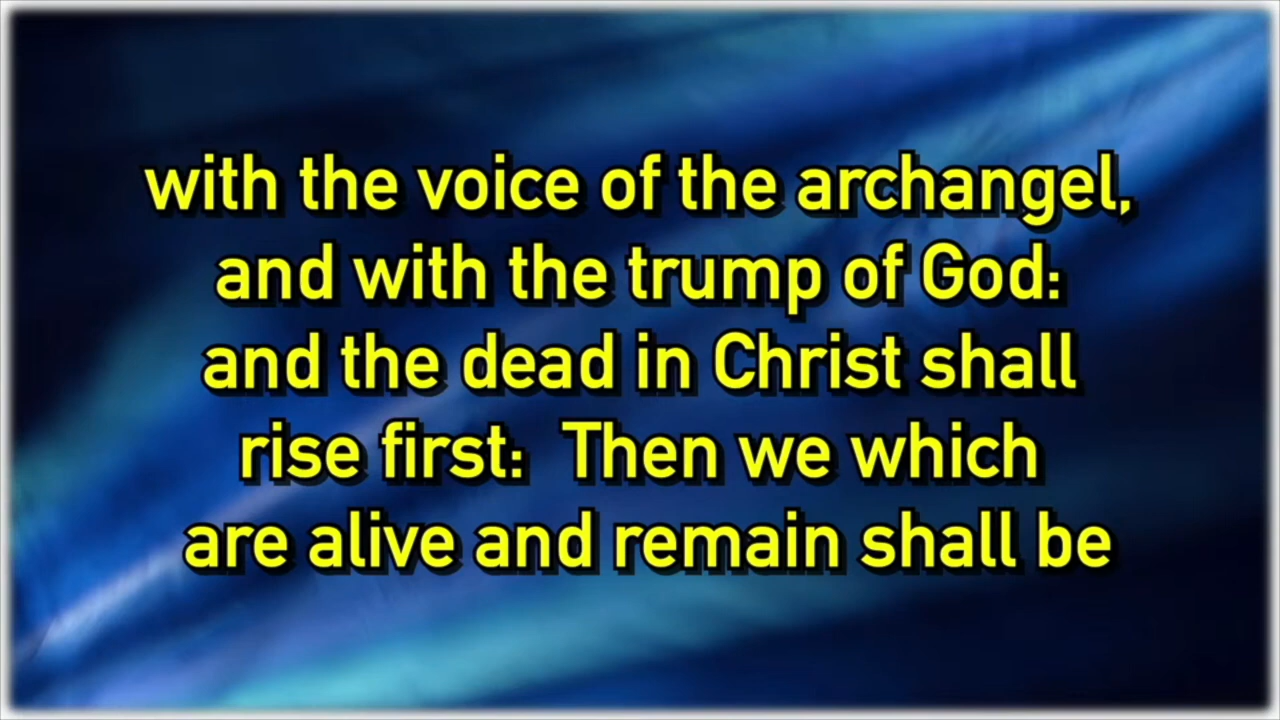 with the voice of the archangel,
and with the trump of God:
and the dead in Christ shall
rise first:  Then we which
are alive and remain shall be